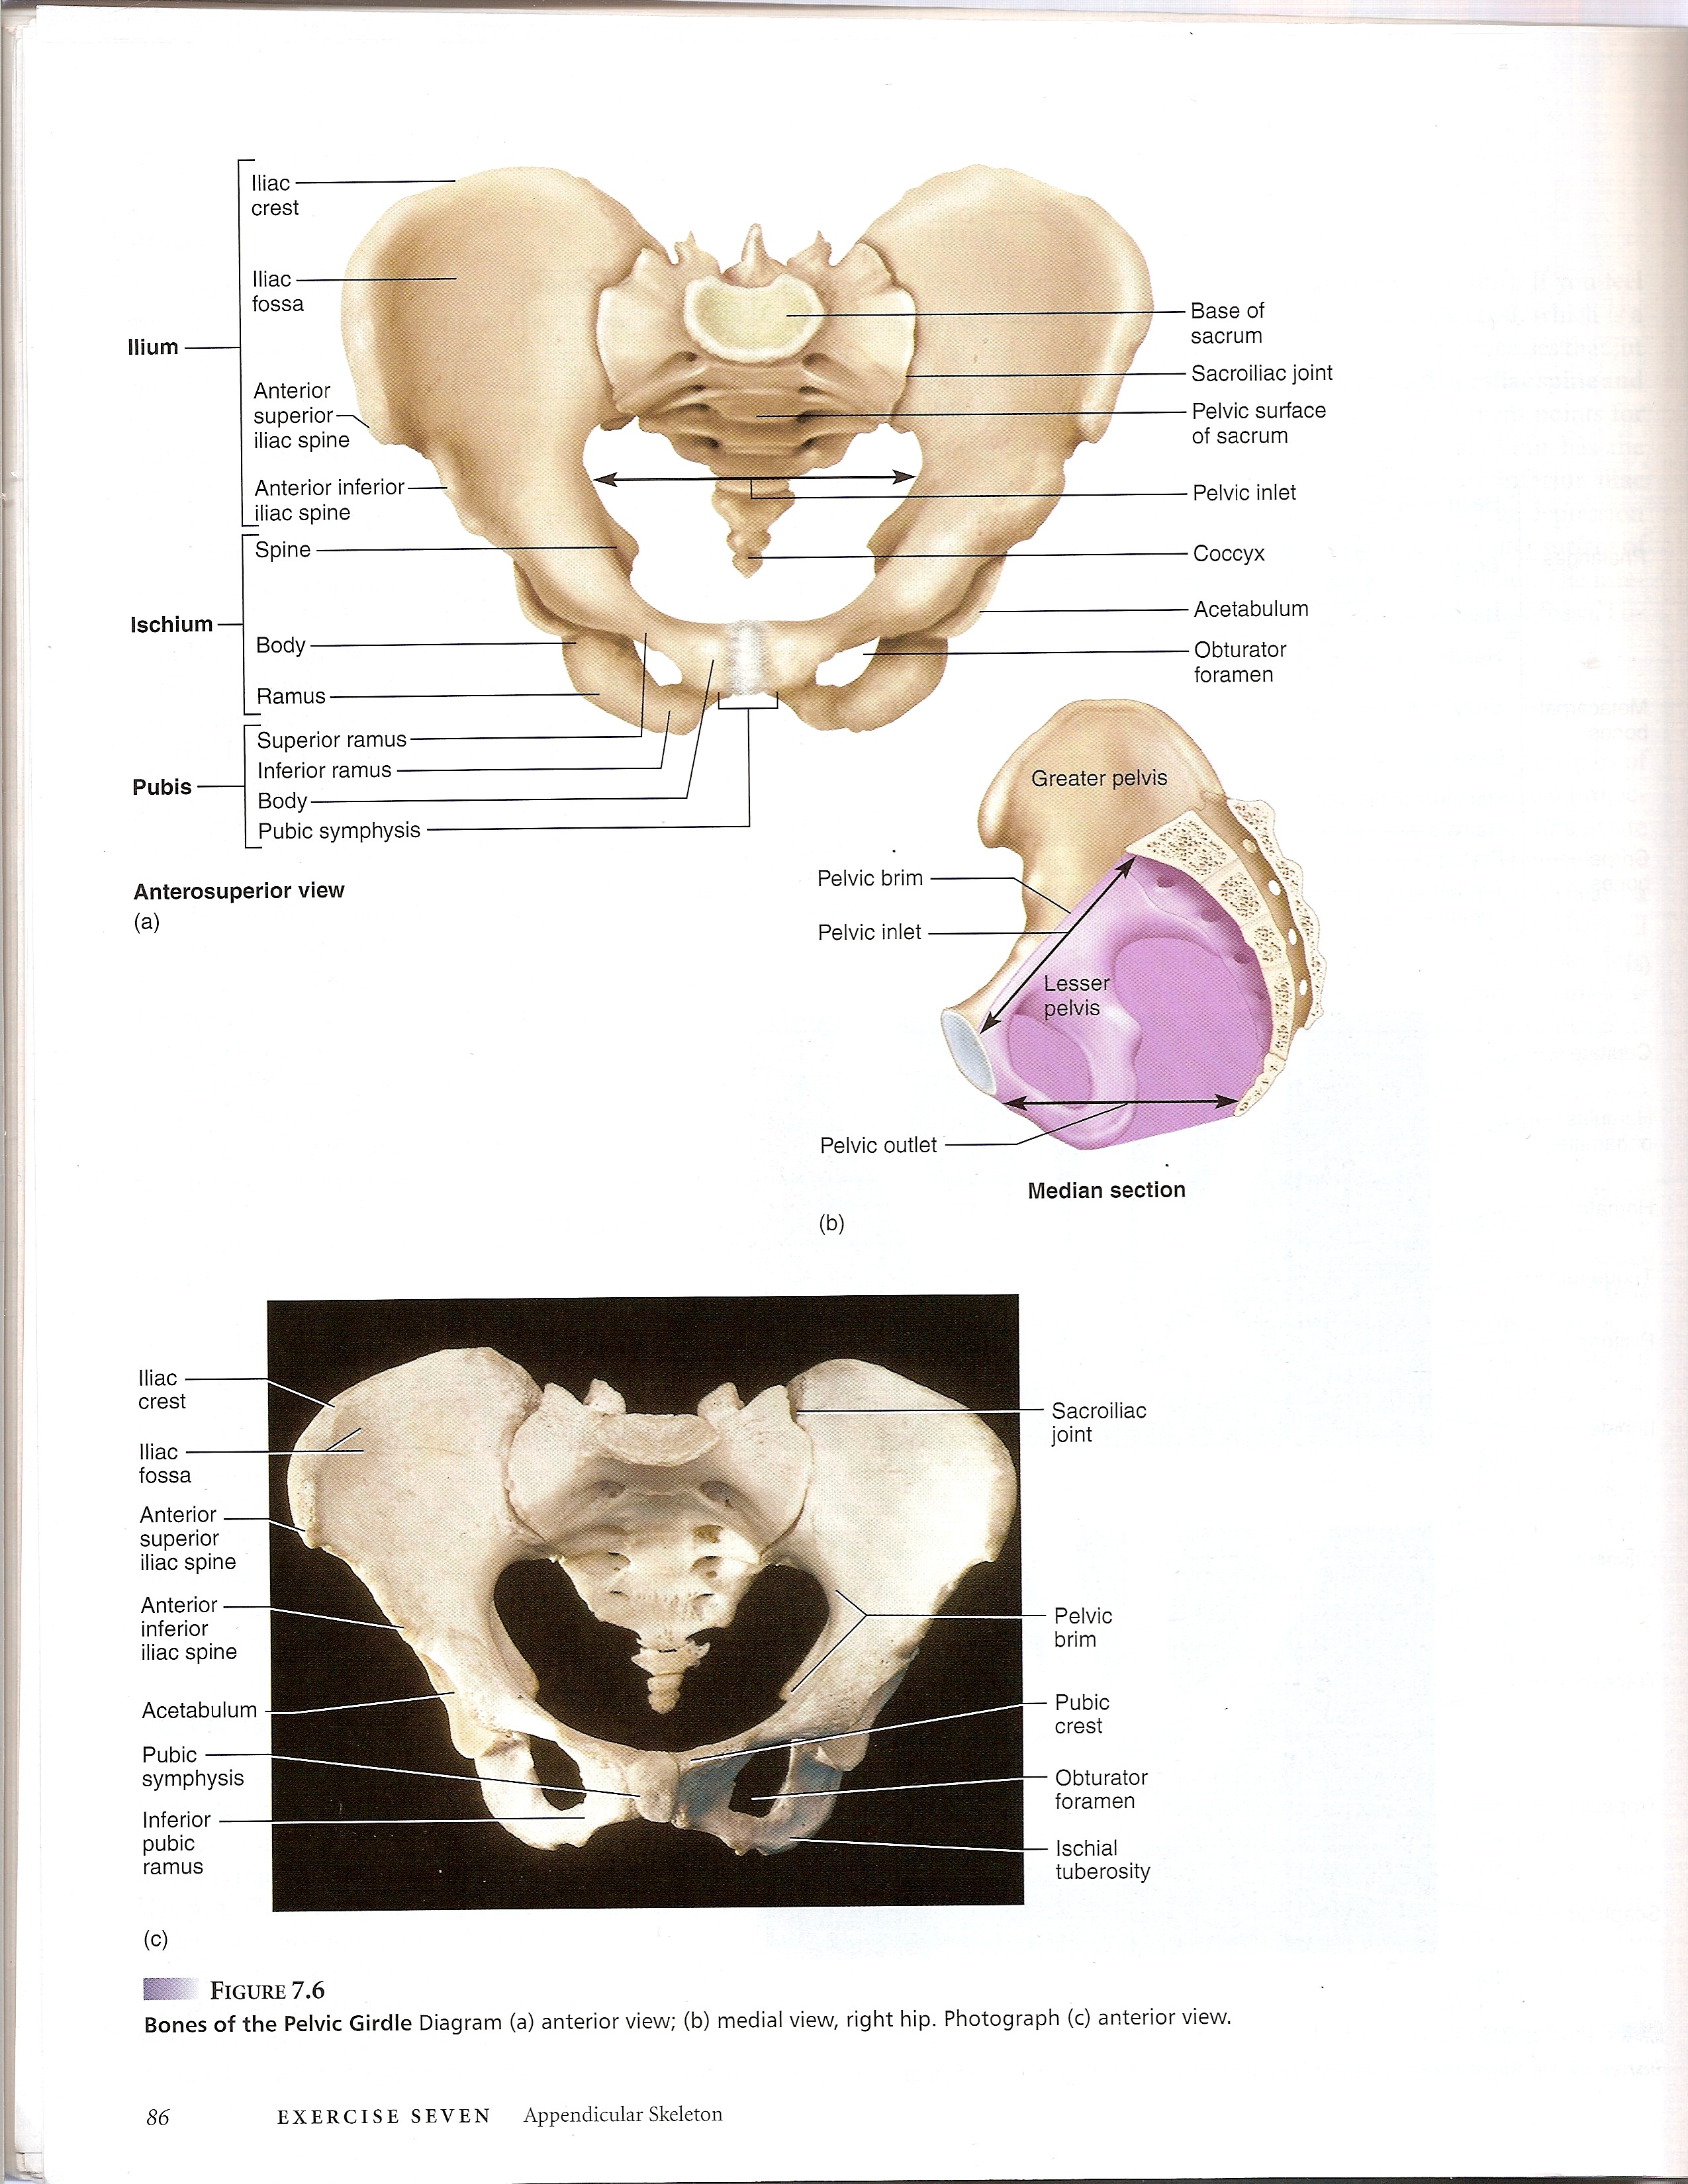 Iliac
crest
Iliac
fossa
Ilium
Anterior
superior
iliac spine
Anterior inferior
iliac spine
Spine
Ischium
Body
Ramus
Superior ramus
Inferior ramus
Pubis
Body
Pubic symphysis
Base of
sacrum
Sacroiliac joint
Pelvic surface
of sacrum
Pelvic inlet
Coccyx
Acetabulum
Obturator
foramen
Anterosuperior view
(a)
Greater pelvis
Pelvic brim
Pelvic inlet
Lesser
pelvis
Pelvic outlet
Median section
(b)
Iliac
crest
Iliac
fossa
Anterior
superior
iliac spine
Anterior
inferior
iliac spine
Acetabulum
Pubic
symphysis
Inferior
pubic
ramus
Sacroiliac
joint
Pelvic
brim
Pubic
crest
Obturator
foramen
Ischial
tuberosity
(c)
FIGURE 7.6
Bones of the Pelvic Girdle Diagram (a) anterior view; (b) medial view, right hip. Photograph (c) anterior view.
86 EXERCISE SEVEN Appendicular Skeleton